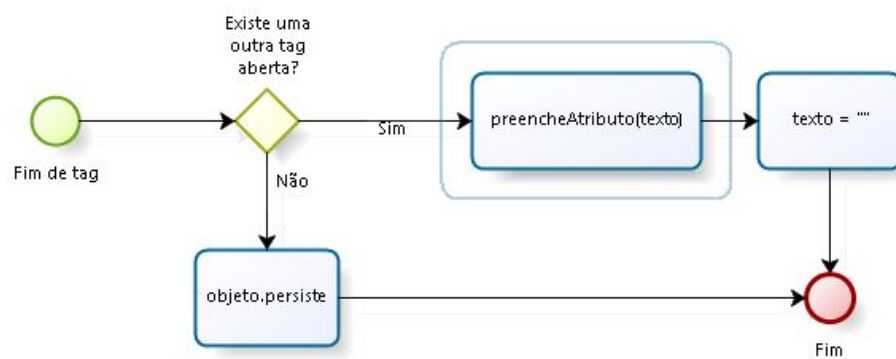 Existe uma
outra tag
aberta?
Sim
preencheAtributo(texto)
texto = ""
Fim de tag
Não
objeto.persiste
Fim